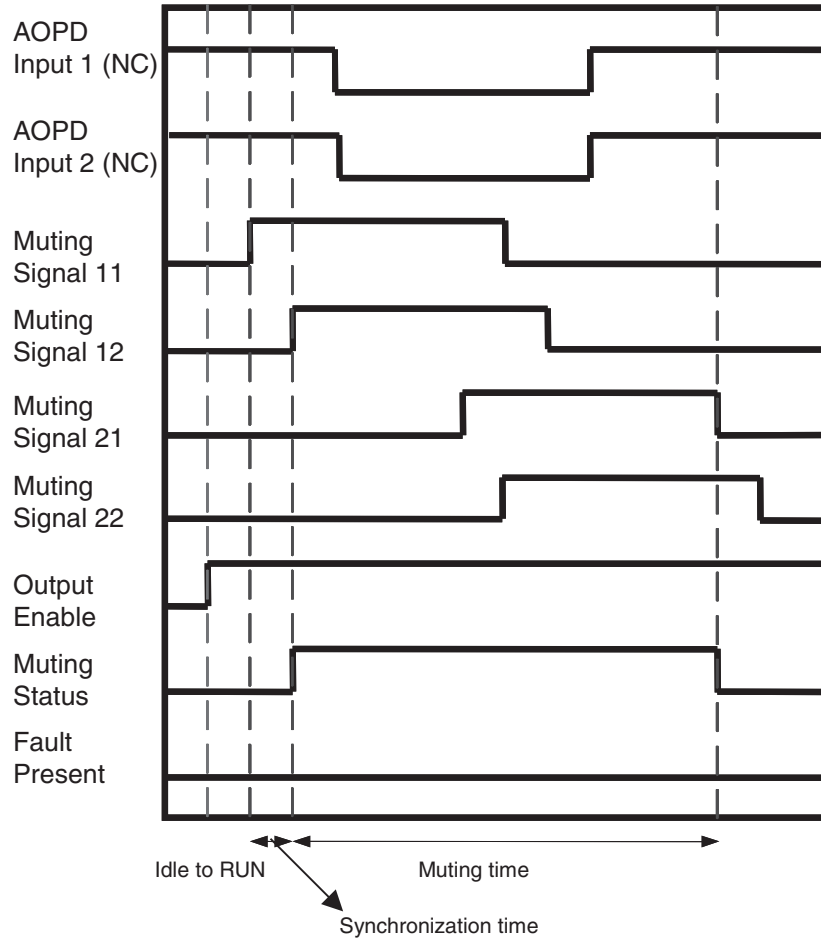 AOPD
Input 1 (NC)
AOPD
Input 2 (NC)
Muting
Signal 11
Muting
Signal 12
Muting
Signal 21
Muting
Signal 22
Output
Enable
Muting
Status
Fault
Present
Idle to RUN
Muting time
Synchronization time